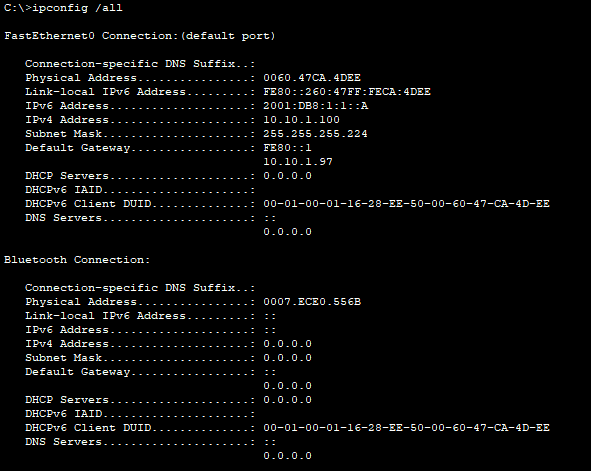 C:\>ipconfig /all
FastEthernet0 Connection:(default port)
Connection-specific DNS Suffix..:
Physical Address................: 0060.47CA.4DEE
Link-local IPv6 Address.........: FE80::260:47FF:FECA:4DEE
IPv6 Address....................: 2001:DB8:1:1::A
IPv4 Address....................: 10.10.1.100
Subnet Mask.....................: 255.255.255.224
Default Gateway.................: FE80::1
10.10.1.97
DHCP Servers....................: 0.0.0.0
DHCPv6 IAID.....................:
DHCPv6 Client DUID..............: 00-01-00-01-16-28-EE-50-00-60-47-CA-4D-EE
DNS Servers.....................: ::
0.0.0.0
Bluetooth Connection:
Connection-specific DNS Suffix..:
Physical Address................: 0007.ECE0.556B
Link-local IPv6 Address.........: ::
IPv6 Address....................: ::
IPv4 Address....................: 0.0.0.0
Subnet Mask.....................: 0.0.0.0
Default Gateway.................: ::
0.0.0.0
DHCP Servers....................: 0.0.0.0
DHCPv6 IAID.....................:
DHCPv6 Client DUID..............: 00-01-00-01-16-28-EE-50-00-60-47-CA-4D-EE
DNS Servers.....................: ::
0.0.0.0